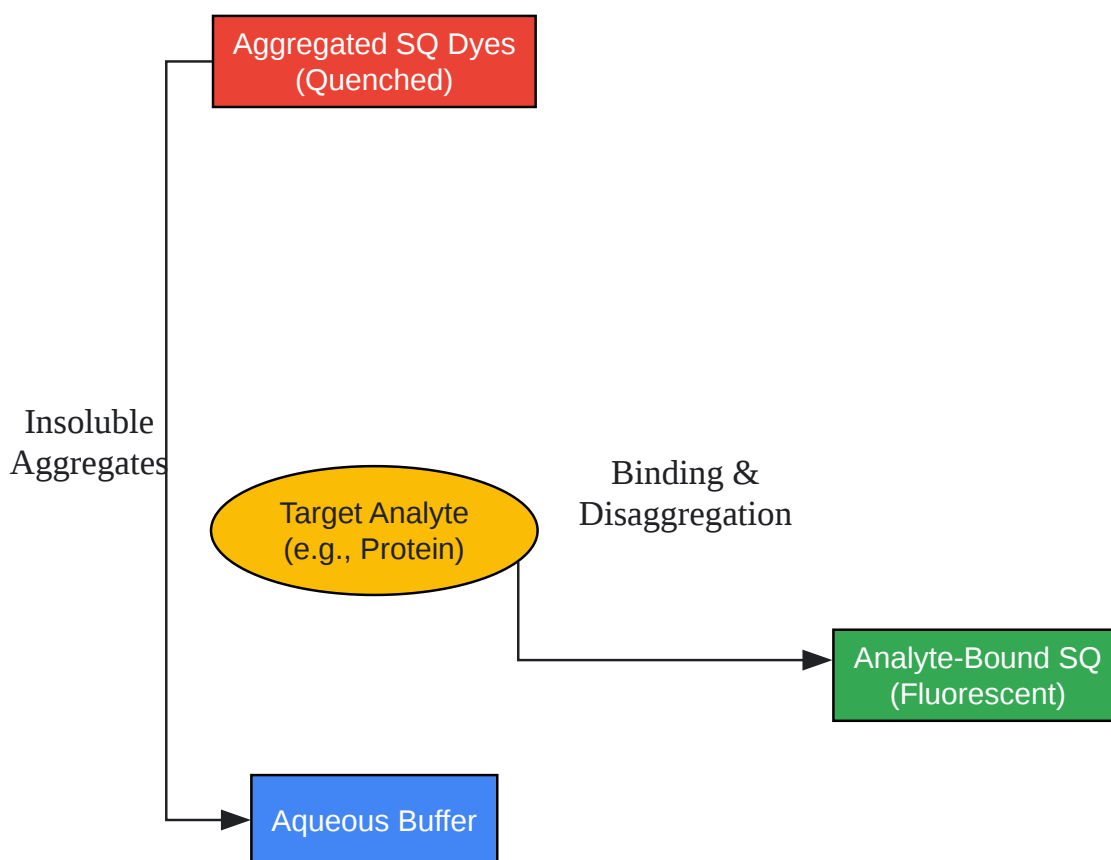 Aggregated SQ Dyes
(Quenched)
Insoluble
Aggregates
Target Analyte
(e.g., Protein)
Binding &
Disaggregation
Analyte-Bound SQ
(Fluorescent)
Aqueous Buffer